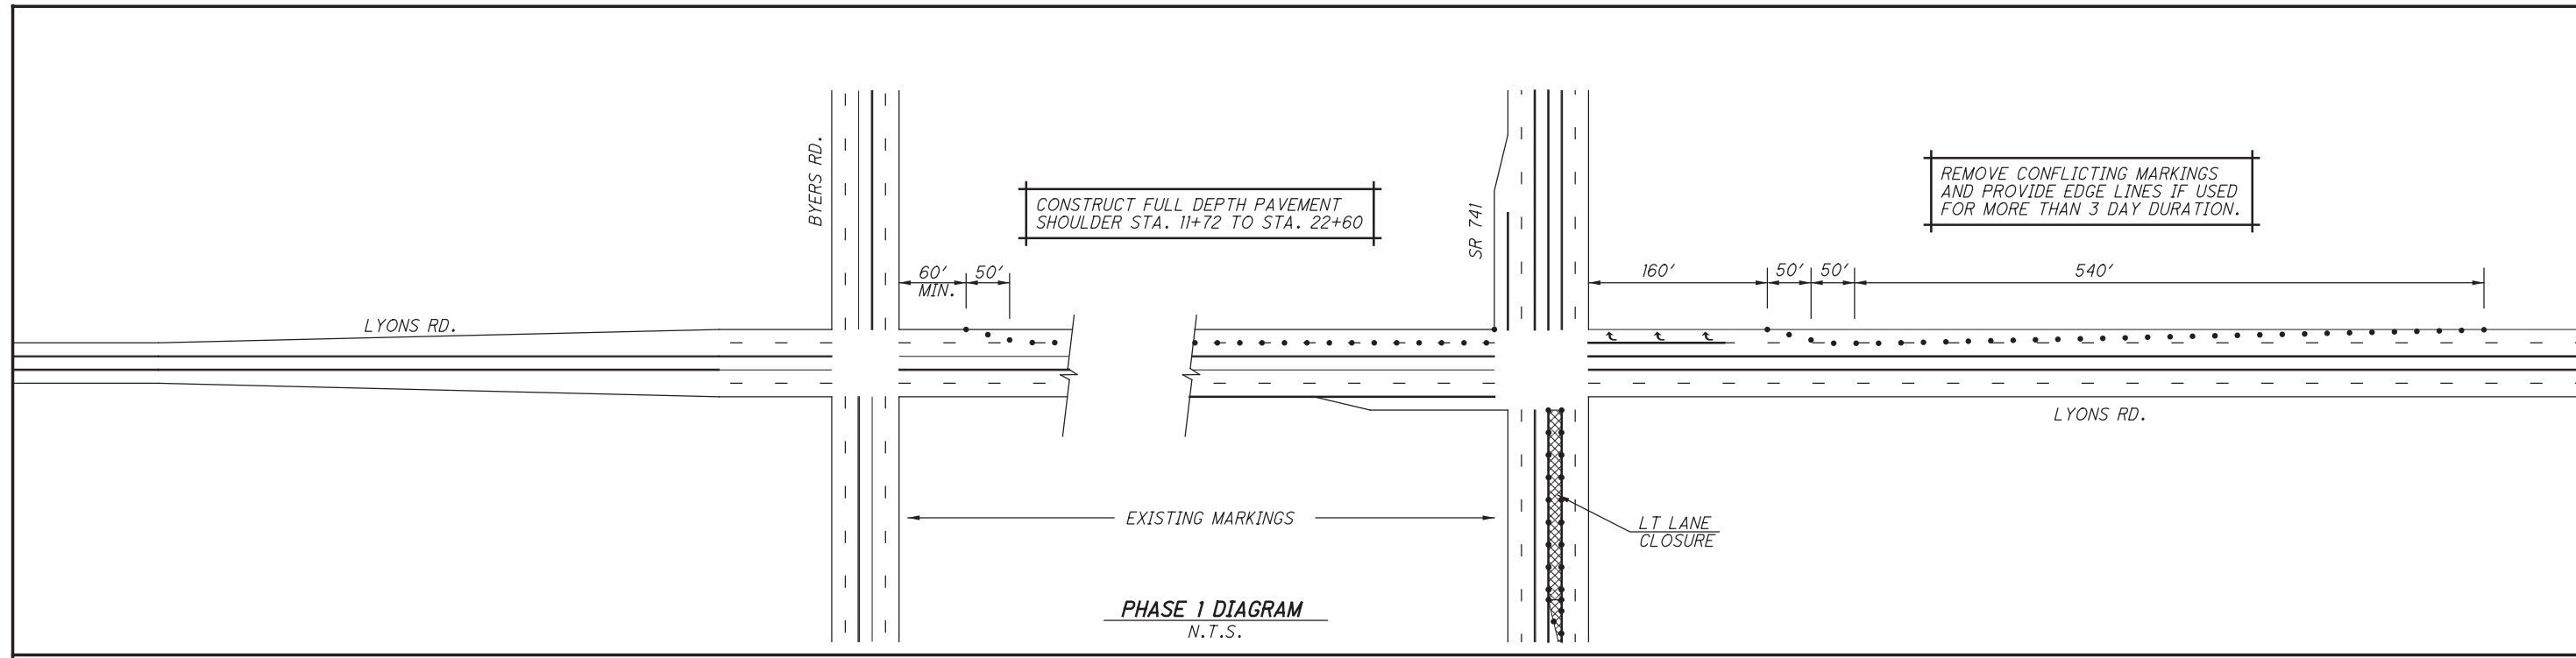 BYERS RD.
CONSTRUCT FULL DEPTH PAVEMENT
SHOULDER STA. 11+72 TO STA. 22+60
SR 741
REMOVE CONFLICTING MARKINGS
AND PROVIDE EDGE LINES IF USED
FOR MORE THAN 3 DAY DURATION.
60'
MIN.
50'
160'
50'
50'
540'
LYONS RD.
LYONS RD.
EXISTING MARKINGS
LT LANE
CLOSURE
PHASE 1 DIAGRAM
N.T.S.